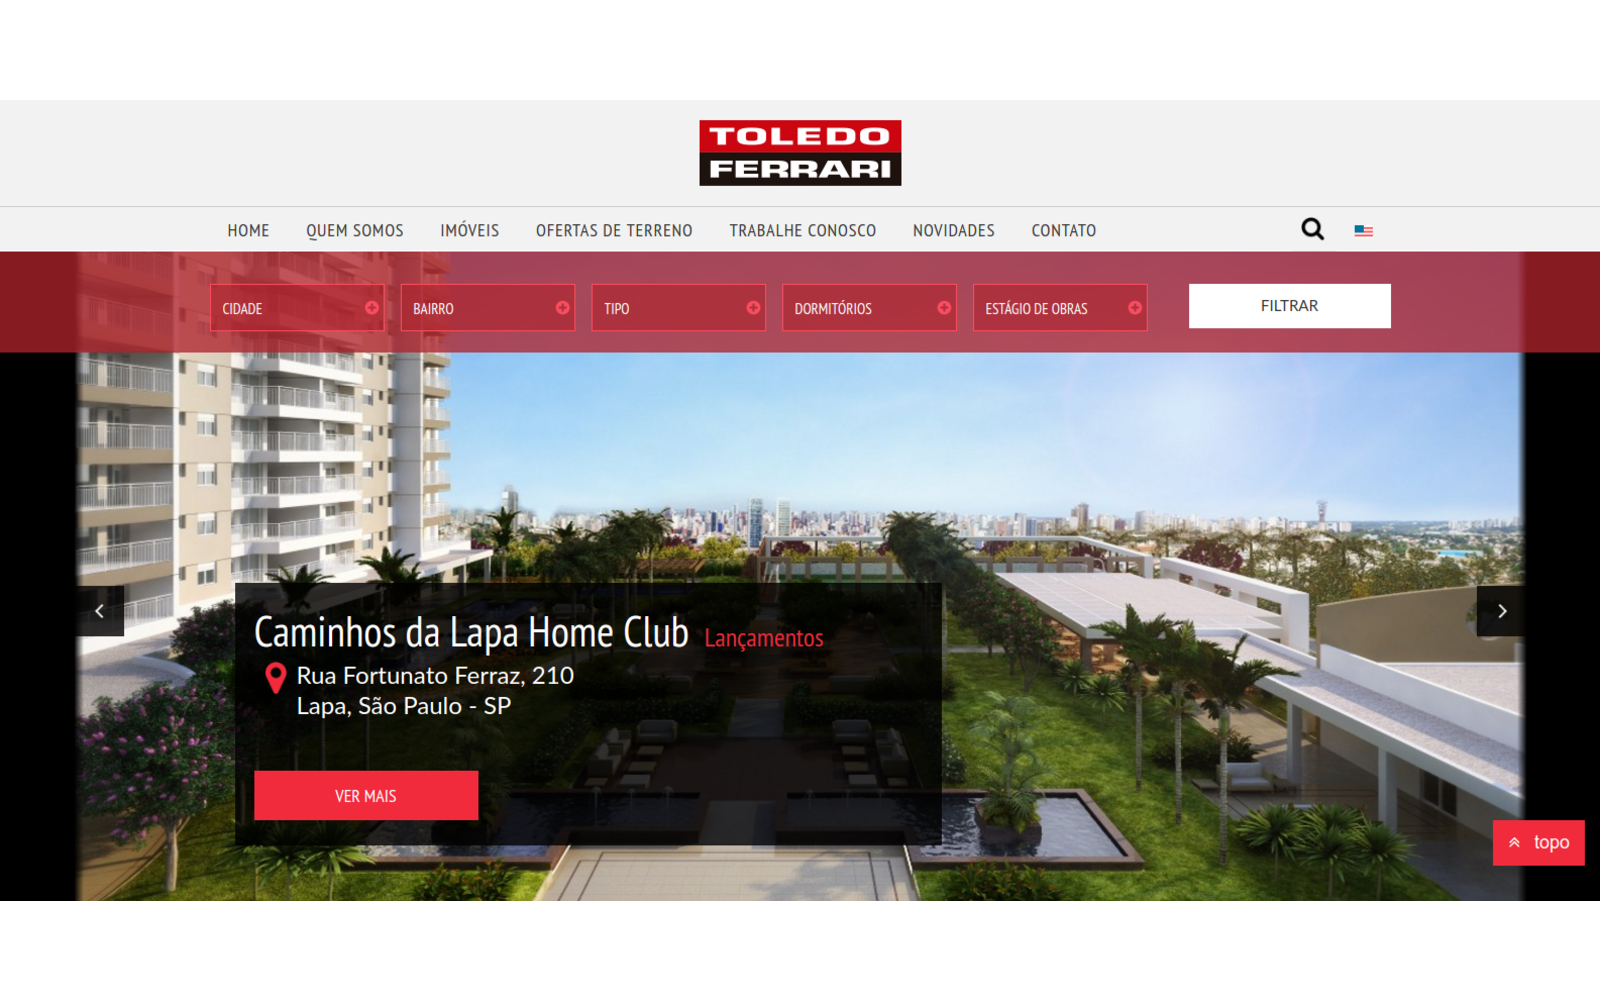 TOLEDO
FERRARI
HOME QUEM SOMOS IMÓVEIS OFERTAS DE TERRENO TRABALHE CONOSCO NOVIDADES CONTATO
CIDADE BAIRRO TIPO DORMITÓRIOS ESTÁGIO DE OBRAS FILTRAR
Caminhos da Lapa Home Club Lançamentos
Rua Fortunato Ferraz, 210
Lapa, São Paulo - SP
VER MAIS
topo